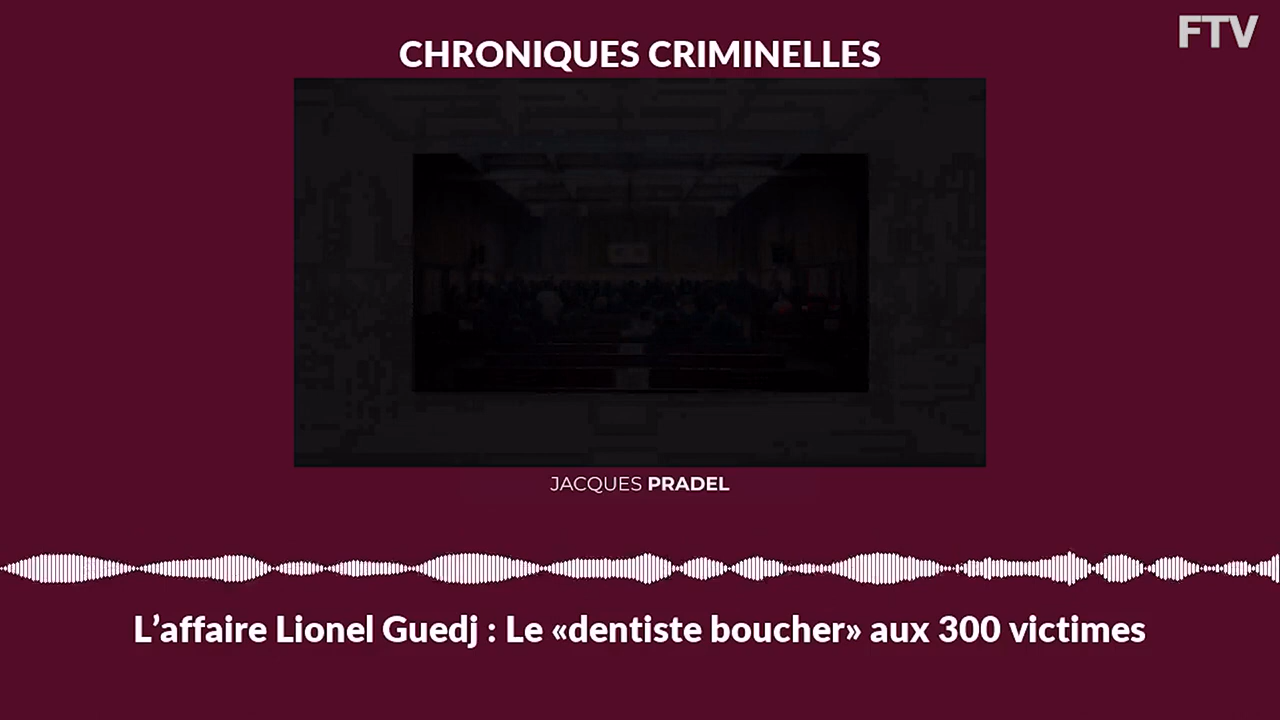 FTV
CHRONIQUES CRIMINELLES
JACQUES PRADEL
L’affaire Lionel Guedj : Le «dentiste boucher» aux 300 victimes